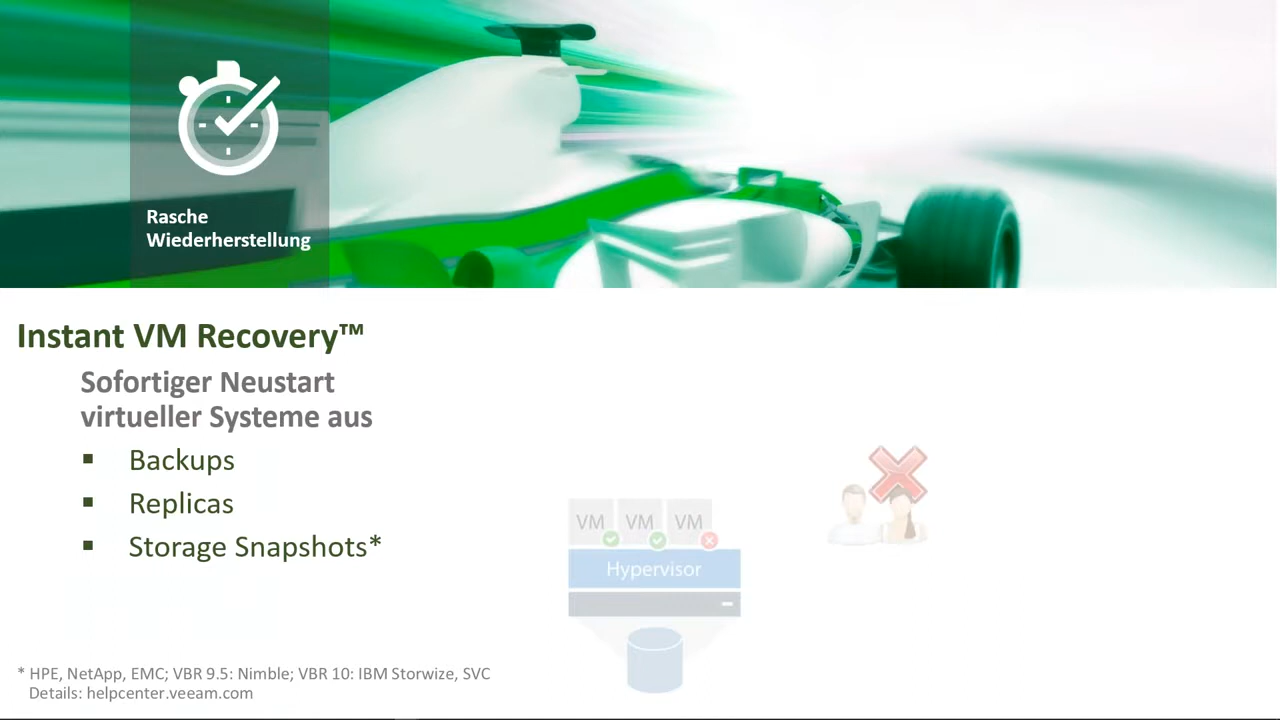 Rasche
Wiederherstellung
Instant VM Recovery™
Sofortiger Neustart
virtueller Systeme aus
▪ Backups
▪ Replicas
▪ Storage Snapshots*
VM VM VM
Hypervisor
* HPE, NetApp, EMC; VBR 9.5: Nimble; VBR 10: IBM Storwize, SVC
Details: helpcenter.veeam.com